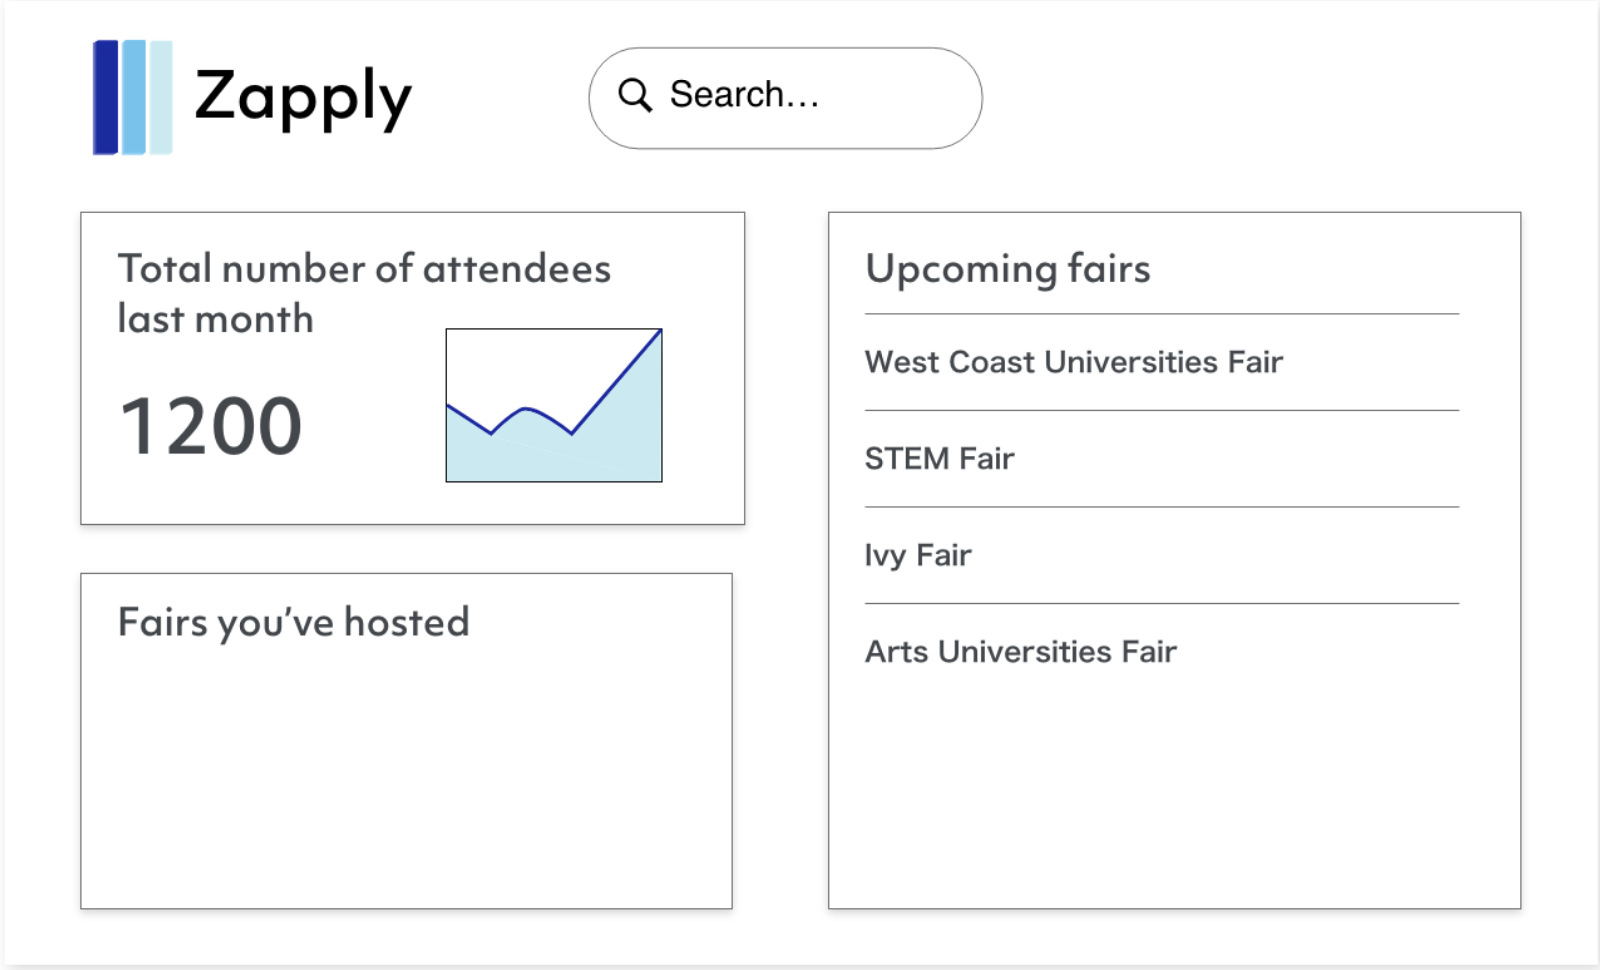 Zapply
Search...
Total number of attendees
last month
1200
Fairs you’ve hosted
Upcoming fairs
West Coast Universities Fair
STEM Fair
Ivy Fair
Arts Universities Fair